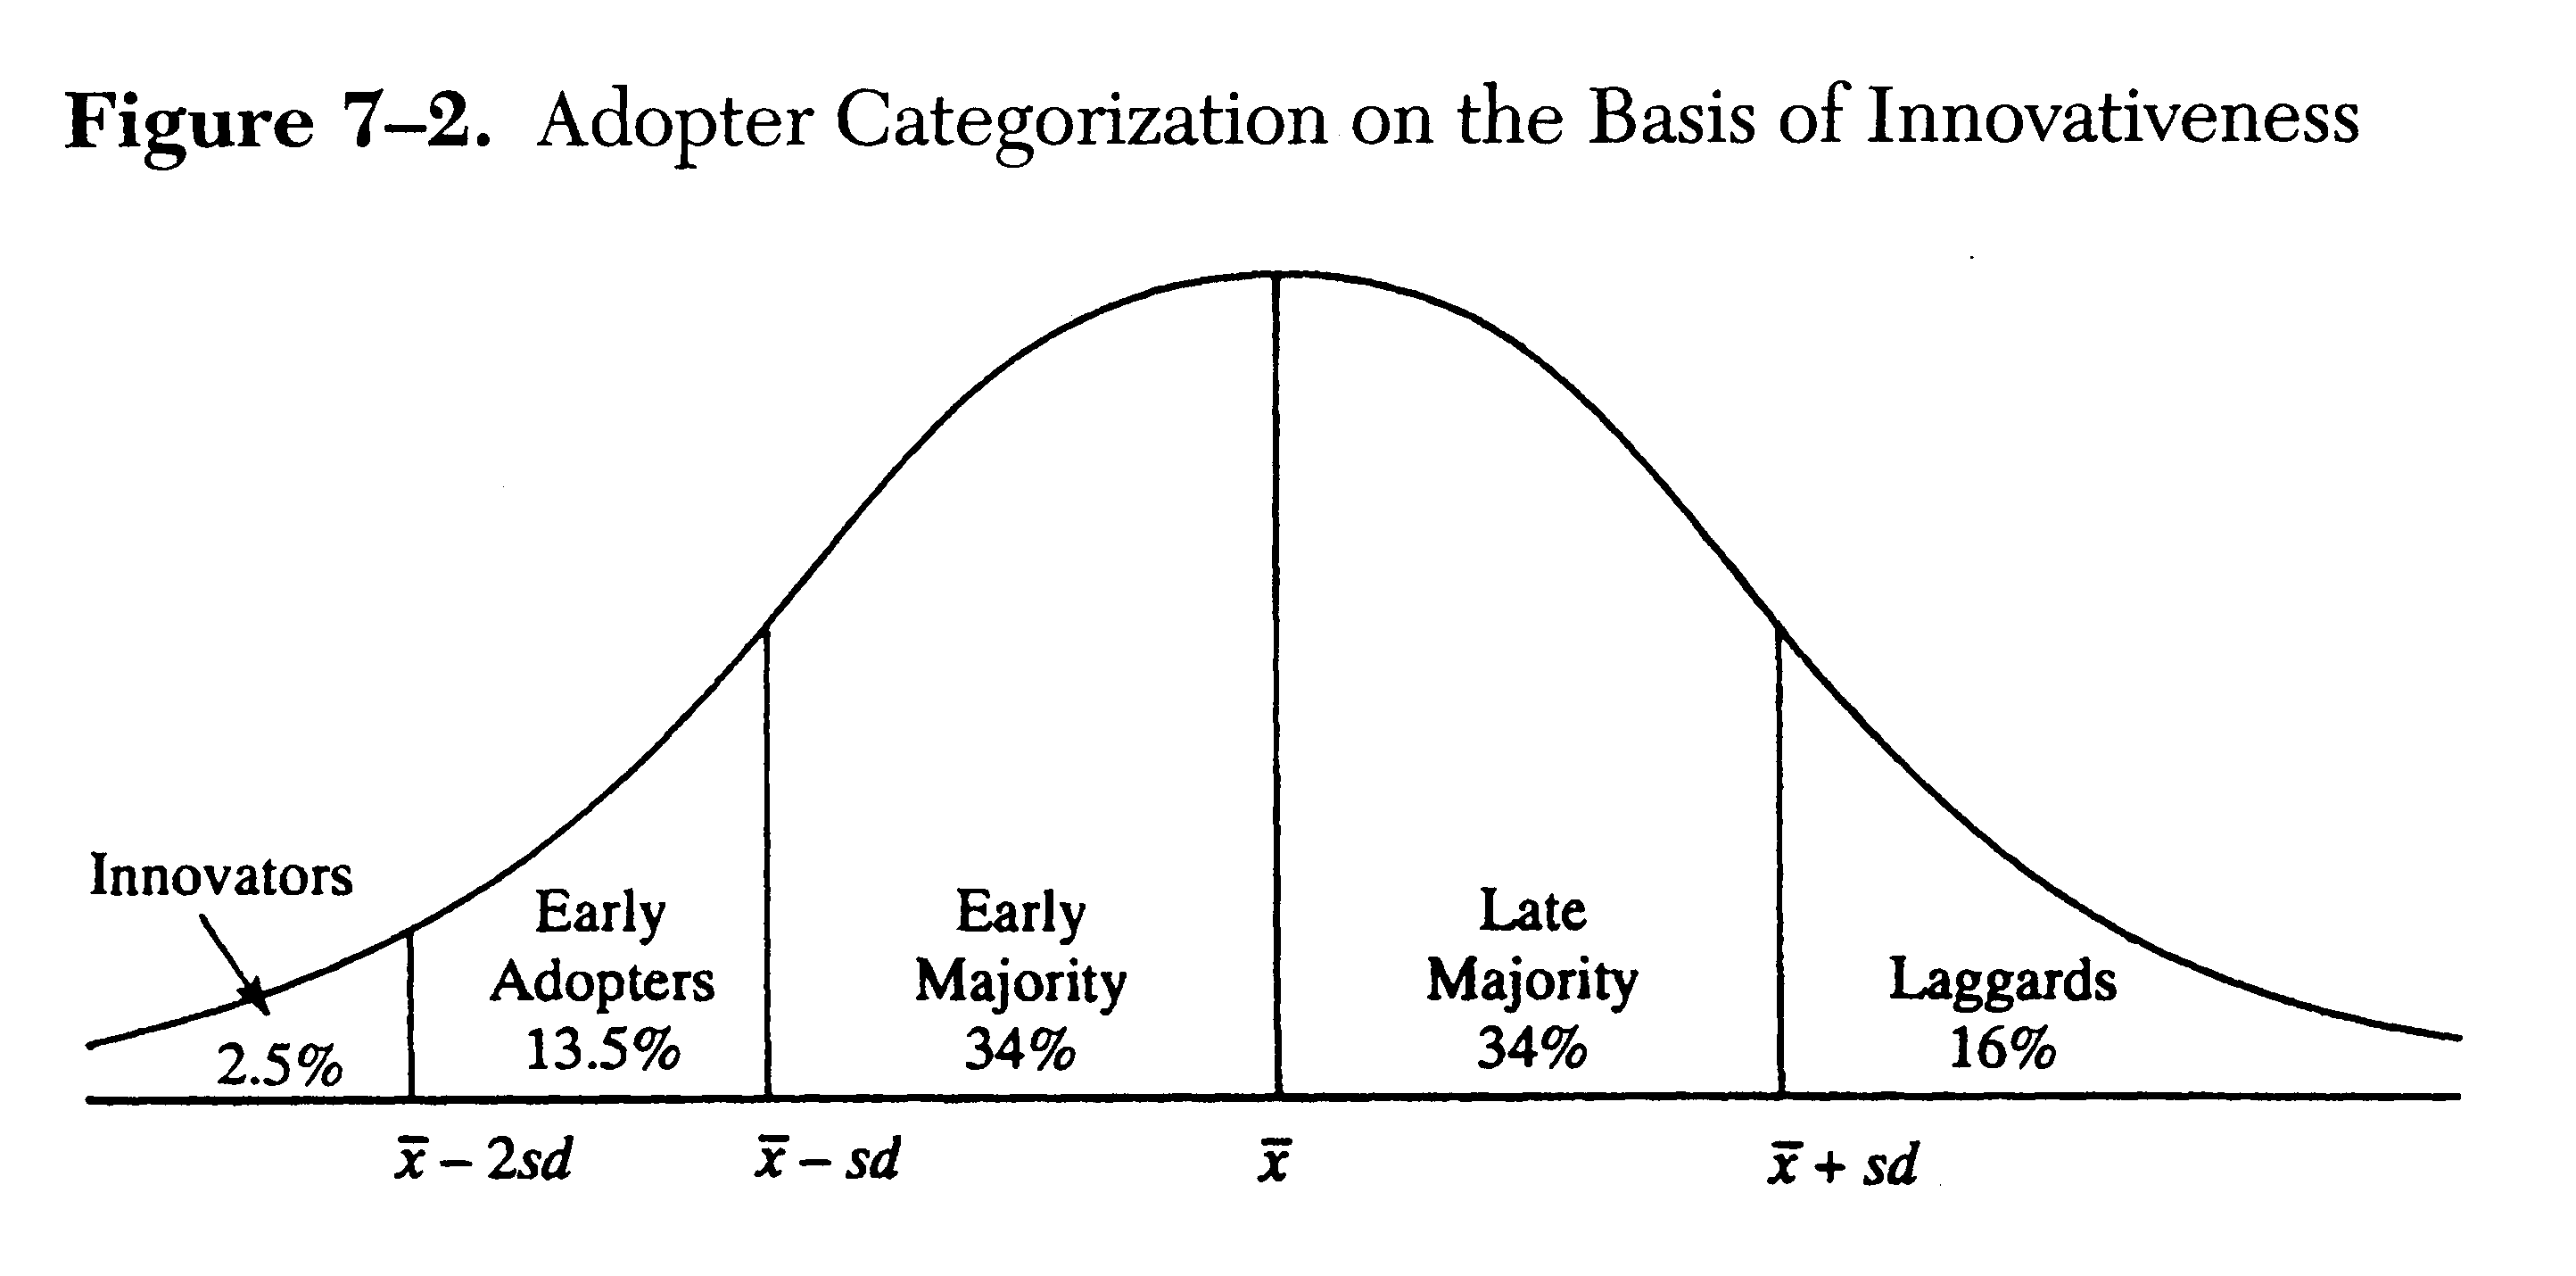 Figure 7–2. Adopter Categorization on the Basis of Innovativeness
Innovators
2.5%
Early
Adopters
13.5%
Early
Majority
34%
Late
Majority
34%
Laggards
16%
x̄ – 2sd
x̄ – sd
x̄
x̄ + sd